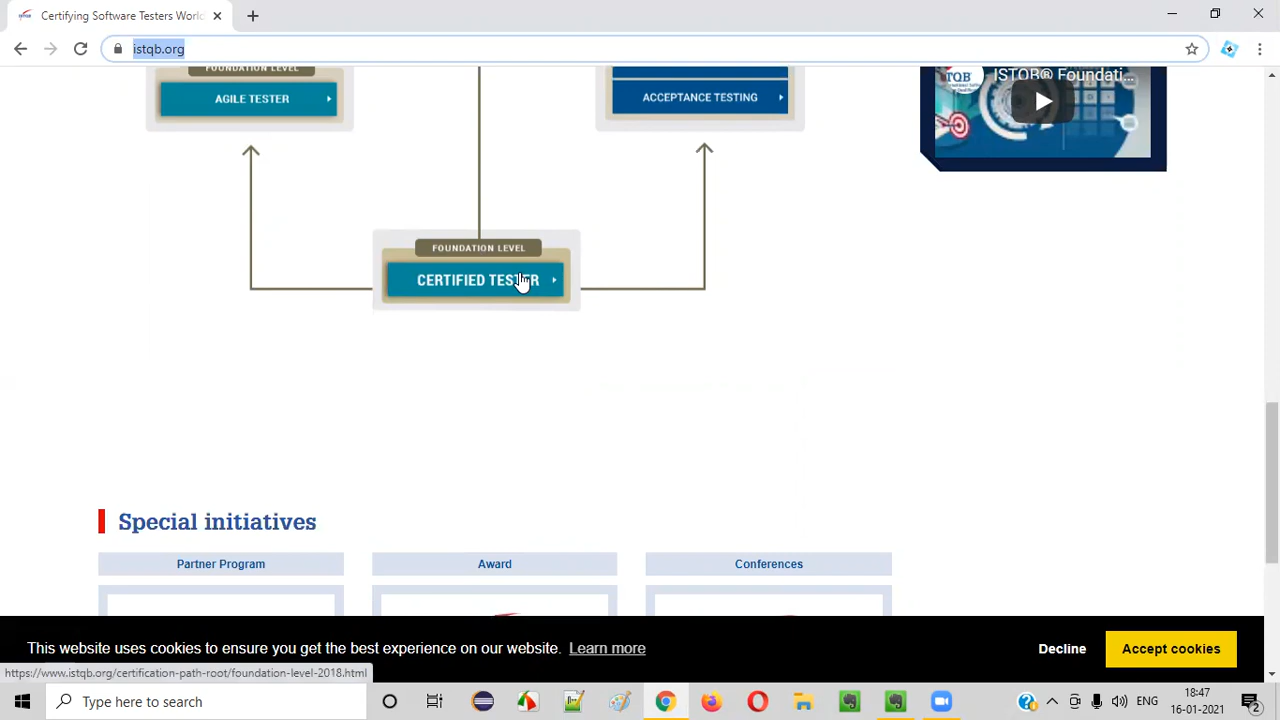 Certifying Software Testers Worl
istqb.org
FOUNDATION LEVEL
AGILE TESTER
ACCEPTANCE TESTING
TQB
ISTQB® Foundati...
FOUNDATION LEVEL
CERTIFIED TESTER
Special initiatives
Partner Program
Award
Conferences
This website uses cookies to ensure you get the best experience on our website. Learn more
Decline
Accept cookies
https://www.istqb.org/certification-path-root/foundation-level-2018.html
Type here to search
ENG
18:47
16-01-2021
2